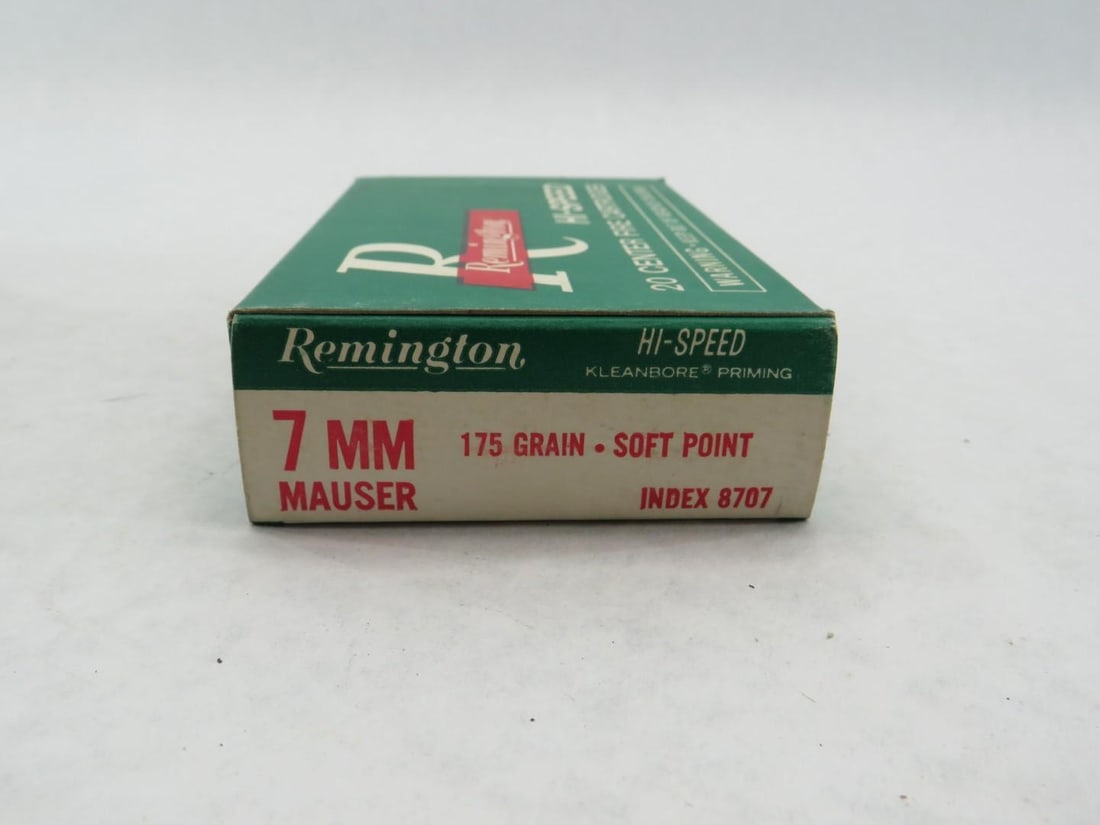 R
Remington
HI-SPEED
20 CENTER FIRE CARTRIDGES
WARNING
Remington
HI-SPEED
KLEANBORE® PRIMING
7 MM
MAUSER
175 GRAIN • SOFT POINT
INDEX 8707